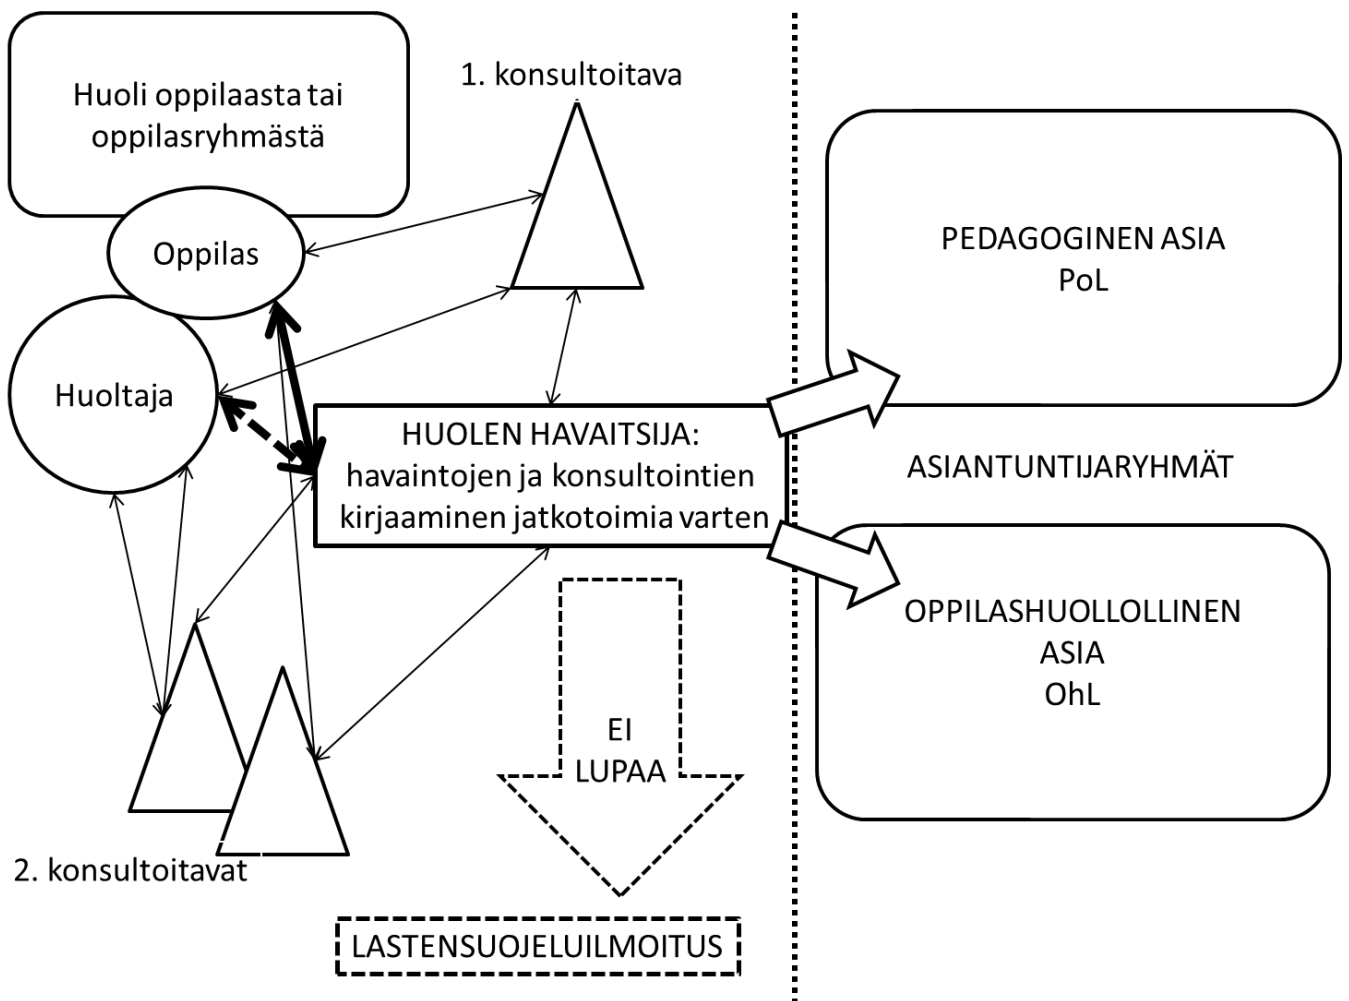 Huoli oppilaasta tai
oppilasryhmästä
1. konsultoitava
Oppilas
Huoltaja
HUOLEN HAVAITSIJA:
havaintojen ja konsultointien
kirjaaminen jatkotoimia varten
PEDAGOGINEN ASIA
PoL
ASIANTUNTIJARYHMÄT
OPPILASHUOLLOLLINEN
ASIA
OhL
EI
LUPAA
2. konsultoitavat
LASTENSUOJELUILMOITUS